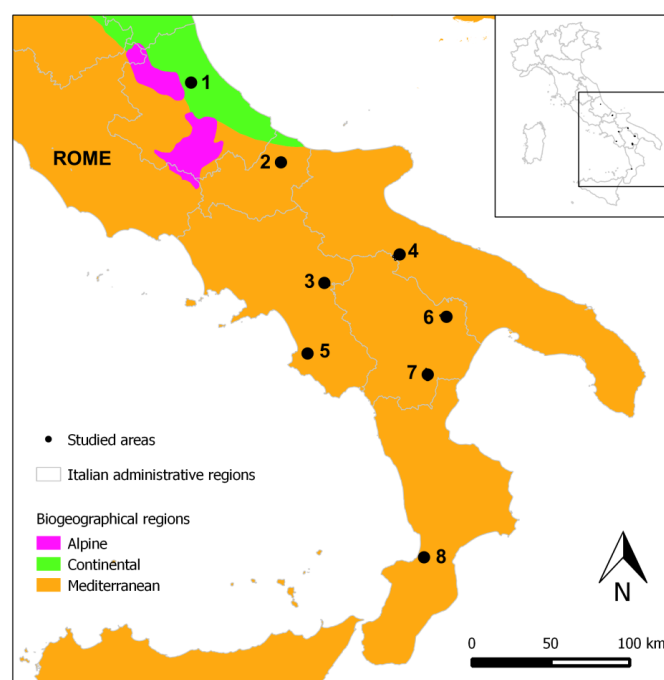 1
ROME
2
4
3
6
5
7
Studied areas
Italian administrative regions
Biogeographical regions
Alpine
Continental
Mediterranean
8
N
0 50 100 km